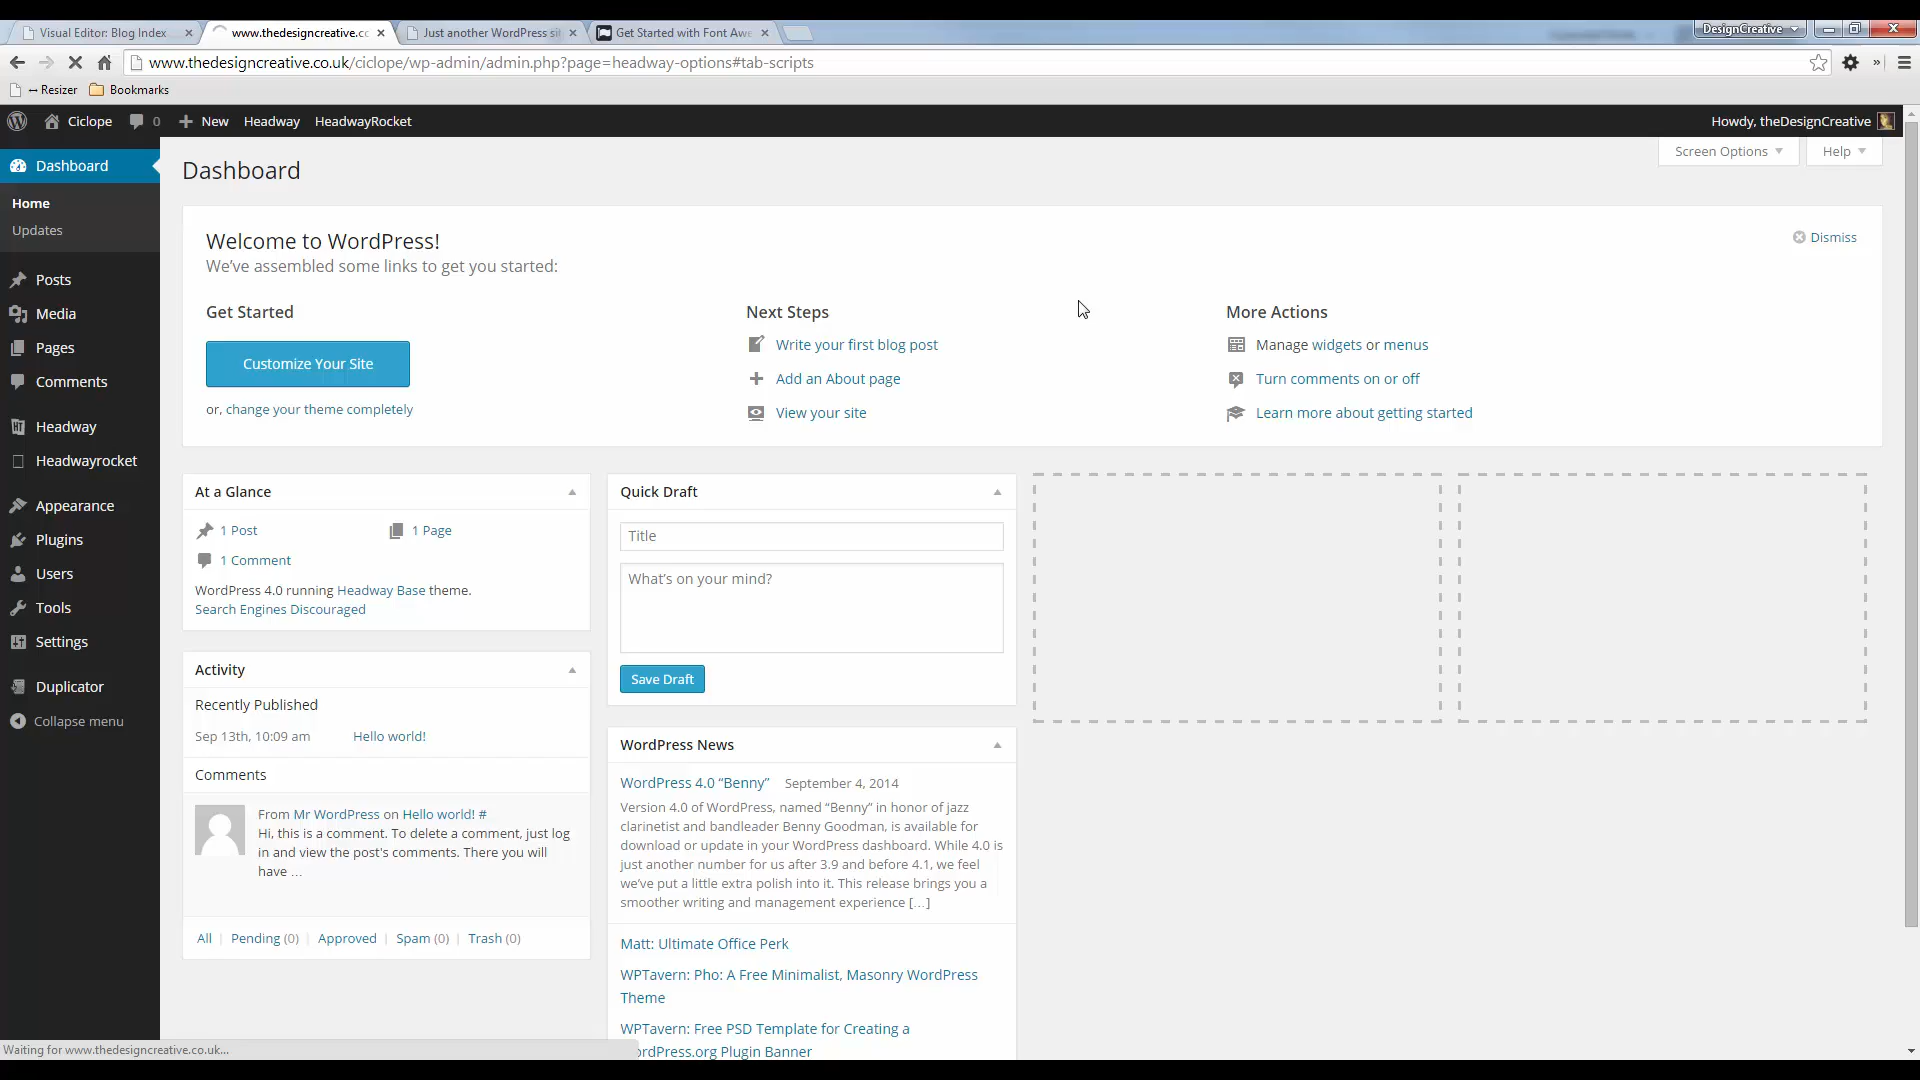 Visual Editor: Blog Index
www.thedesigncreative.cc
Just another WordPress si
Get Started with Font Awe
DesignCreative
www.thedesigncreative.co.uk/ciclope/wp-admin/admin.php?page=headway-options#tab-scripts
Resizer
Bookmarks
Ciclope
0
New
Headway
HeadwayRocket
Howdy, theDesignCreative
Dashboard
Home
Updates
Posts
Media
Pages
Comments
Headway
Headwayrocket
Appearance
Plugins
Users
Tools
Settings
Duplicator
Collapse menu
Screen Options
Help
Dashboard
Welcome to WordPress!
We've assembled some links to get you started:
Dismiss
Get Started
Customize Your Site
or, change your theme completely
Next Steps
Write your first blog post
Add an About page
View your site
More Actions
Manage widgets or menus
Turn comments on or off
Learn more about getting started
At a Glance
1 Post
1 Page
1 Comment
WordPress 4.0 running Headway Base theme.
Search Engines Discouraged
Activity
Recently Published
Sep 13th, 10:09 am
Hello world!
Comments
From Mr WordPress on Hello world! #
Hi, this is a comment. To delete a comment, just log
in and view the post's comments. There you will
have …
All | Pending (0) | Approved | Spam (0) | Trash (0)
Quick Draft
Title
What's on your mind?
Save Draft
WordPress News
WordPress 4.0 “Benny” September 4, 2014
Version 4.0 of WordPress, named “Benny” in honor of jazz
clarinetist and bandleader Benny Goodman, is available for
download or update in your WordPress dashboard. While 4.0 is
just another number for us after 3.9 and before 4.1, we feel
we've put a little extra polish into it. This release brings you a
smoother writing and management experience […]
Matt: Ultimate Office Perk
WPTavern: Pho: A Free Minimalist, Masonry WordPress
Theme
WPTavern: Free PSD Template for Creating a
ordPress.org Plugin Banner
Waiting for www.thedesigncreative.co.uk...